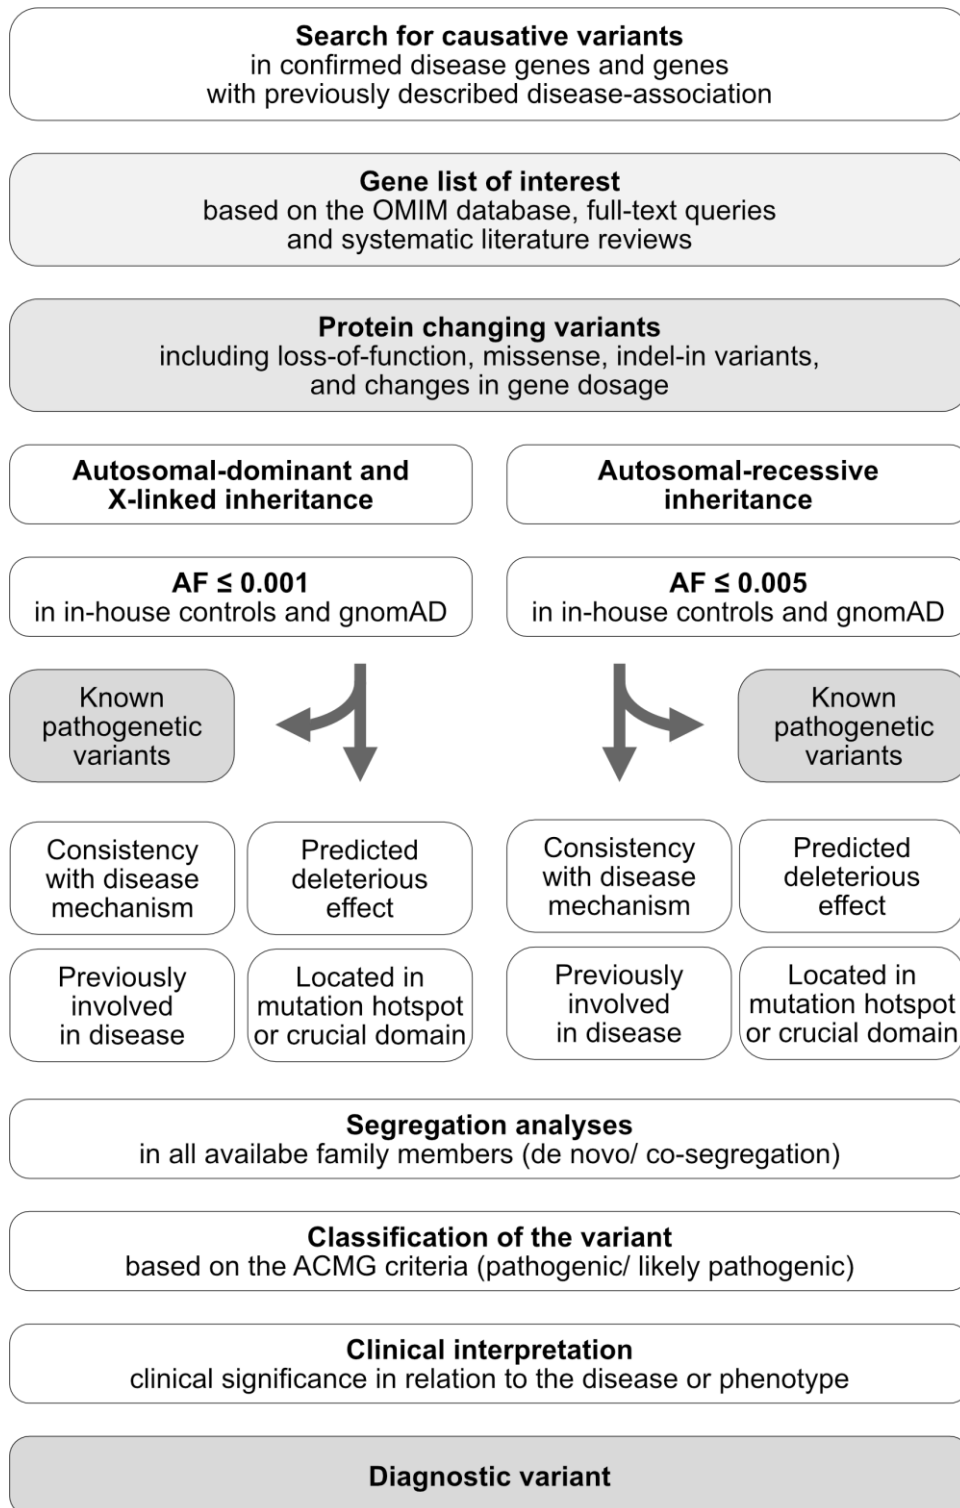 Search for causative variants
in confirmed disease genes and genes
with previously described disease-association
Gene list of interest
based on the OMIM database, full-text queries
and systematic literature reviews
Protein changing variants
including loss-of-function, missense, indel-in variants,
and changes in gene dosage
Autosomal-dominant and
X-linked inheritance
Autosomal-recessive
inheritance
AF ≤ 0.001
in in-house controls and gnomAD
AF ≤ 0.005
in in-house controls and gnomAD
Known
pathogenetic
variants
Known
pathogenetic
variants
Consistency
with disease
mechanism
Predicted
deleterious
effect
Consistency
with disease
mechanism
Predicted
deleterious
effect
Previously
involved
in disease
Located in
mutation hotspot
or crucial domain
Previously
involved
in disease
Located in
mutation hotspot
or crucial domain
Segregation analyses
in all availabe family members (de novo/ co-segregation)
Classification of the variant
based on the ACMG criteria (pathogenic/ likely pathogenic)
Clinical interpretation
clinical significance in relation to the disease or phenotype
Diagnostic variant